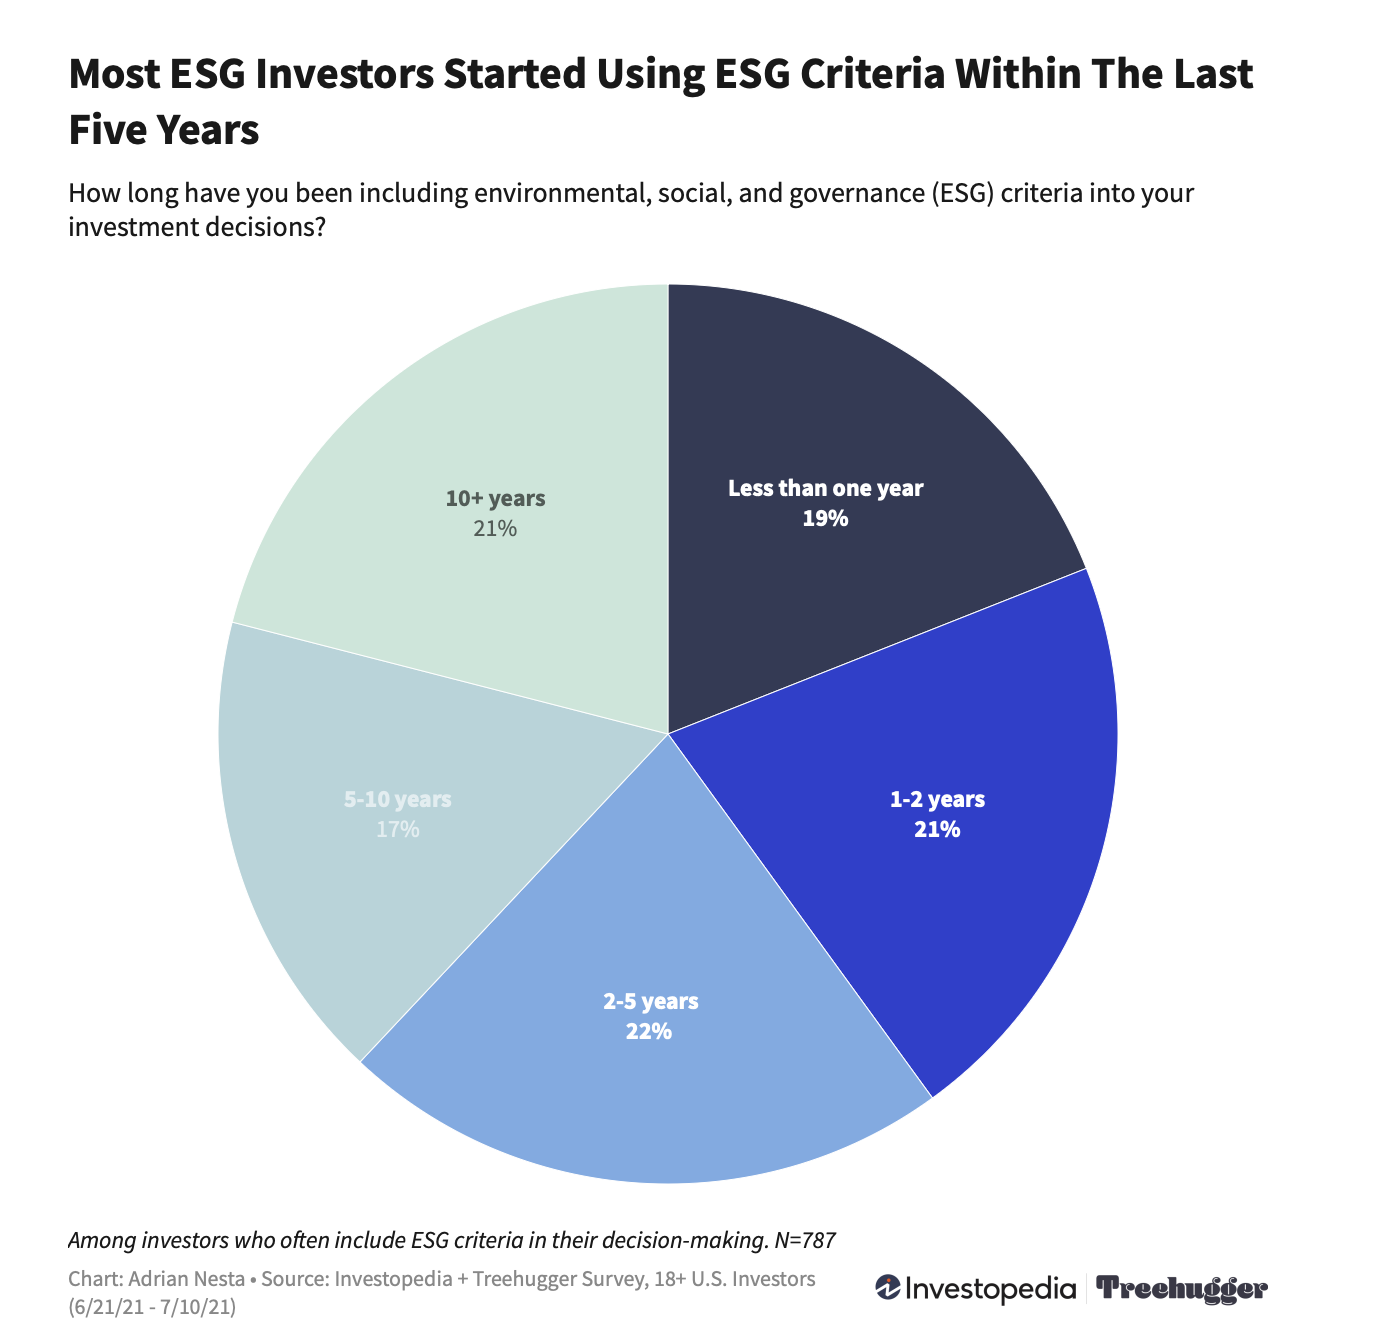 Most ESG Investors Started Using ESG Criteria Within The Last
Five Years
How long have you been including environmental, social, and governance (ESG) criteria into your
investment decisions?
Less than one year
19%
10+ years
21%
1-2 years
21%
5-10 years
17%
2-5 years
22%
Among investors who often include ESG criteria in their decision-making. N=787
Chart: Adrian Nesta • Source: Investopedia + Treehugger Survey, 18+ U.S. Investors
(6/21/21 - 7/10/21)
Investopedia
Treehugger